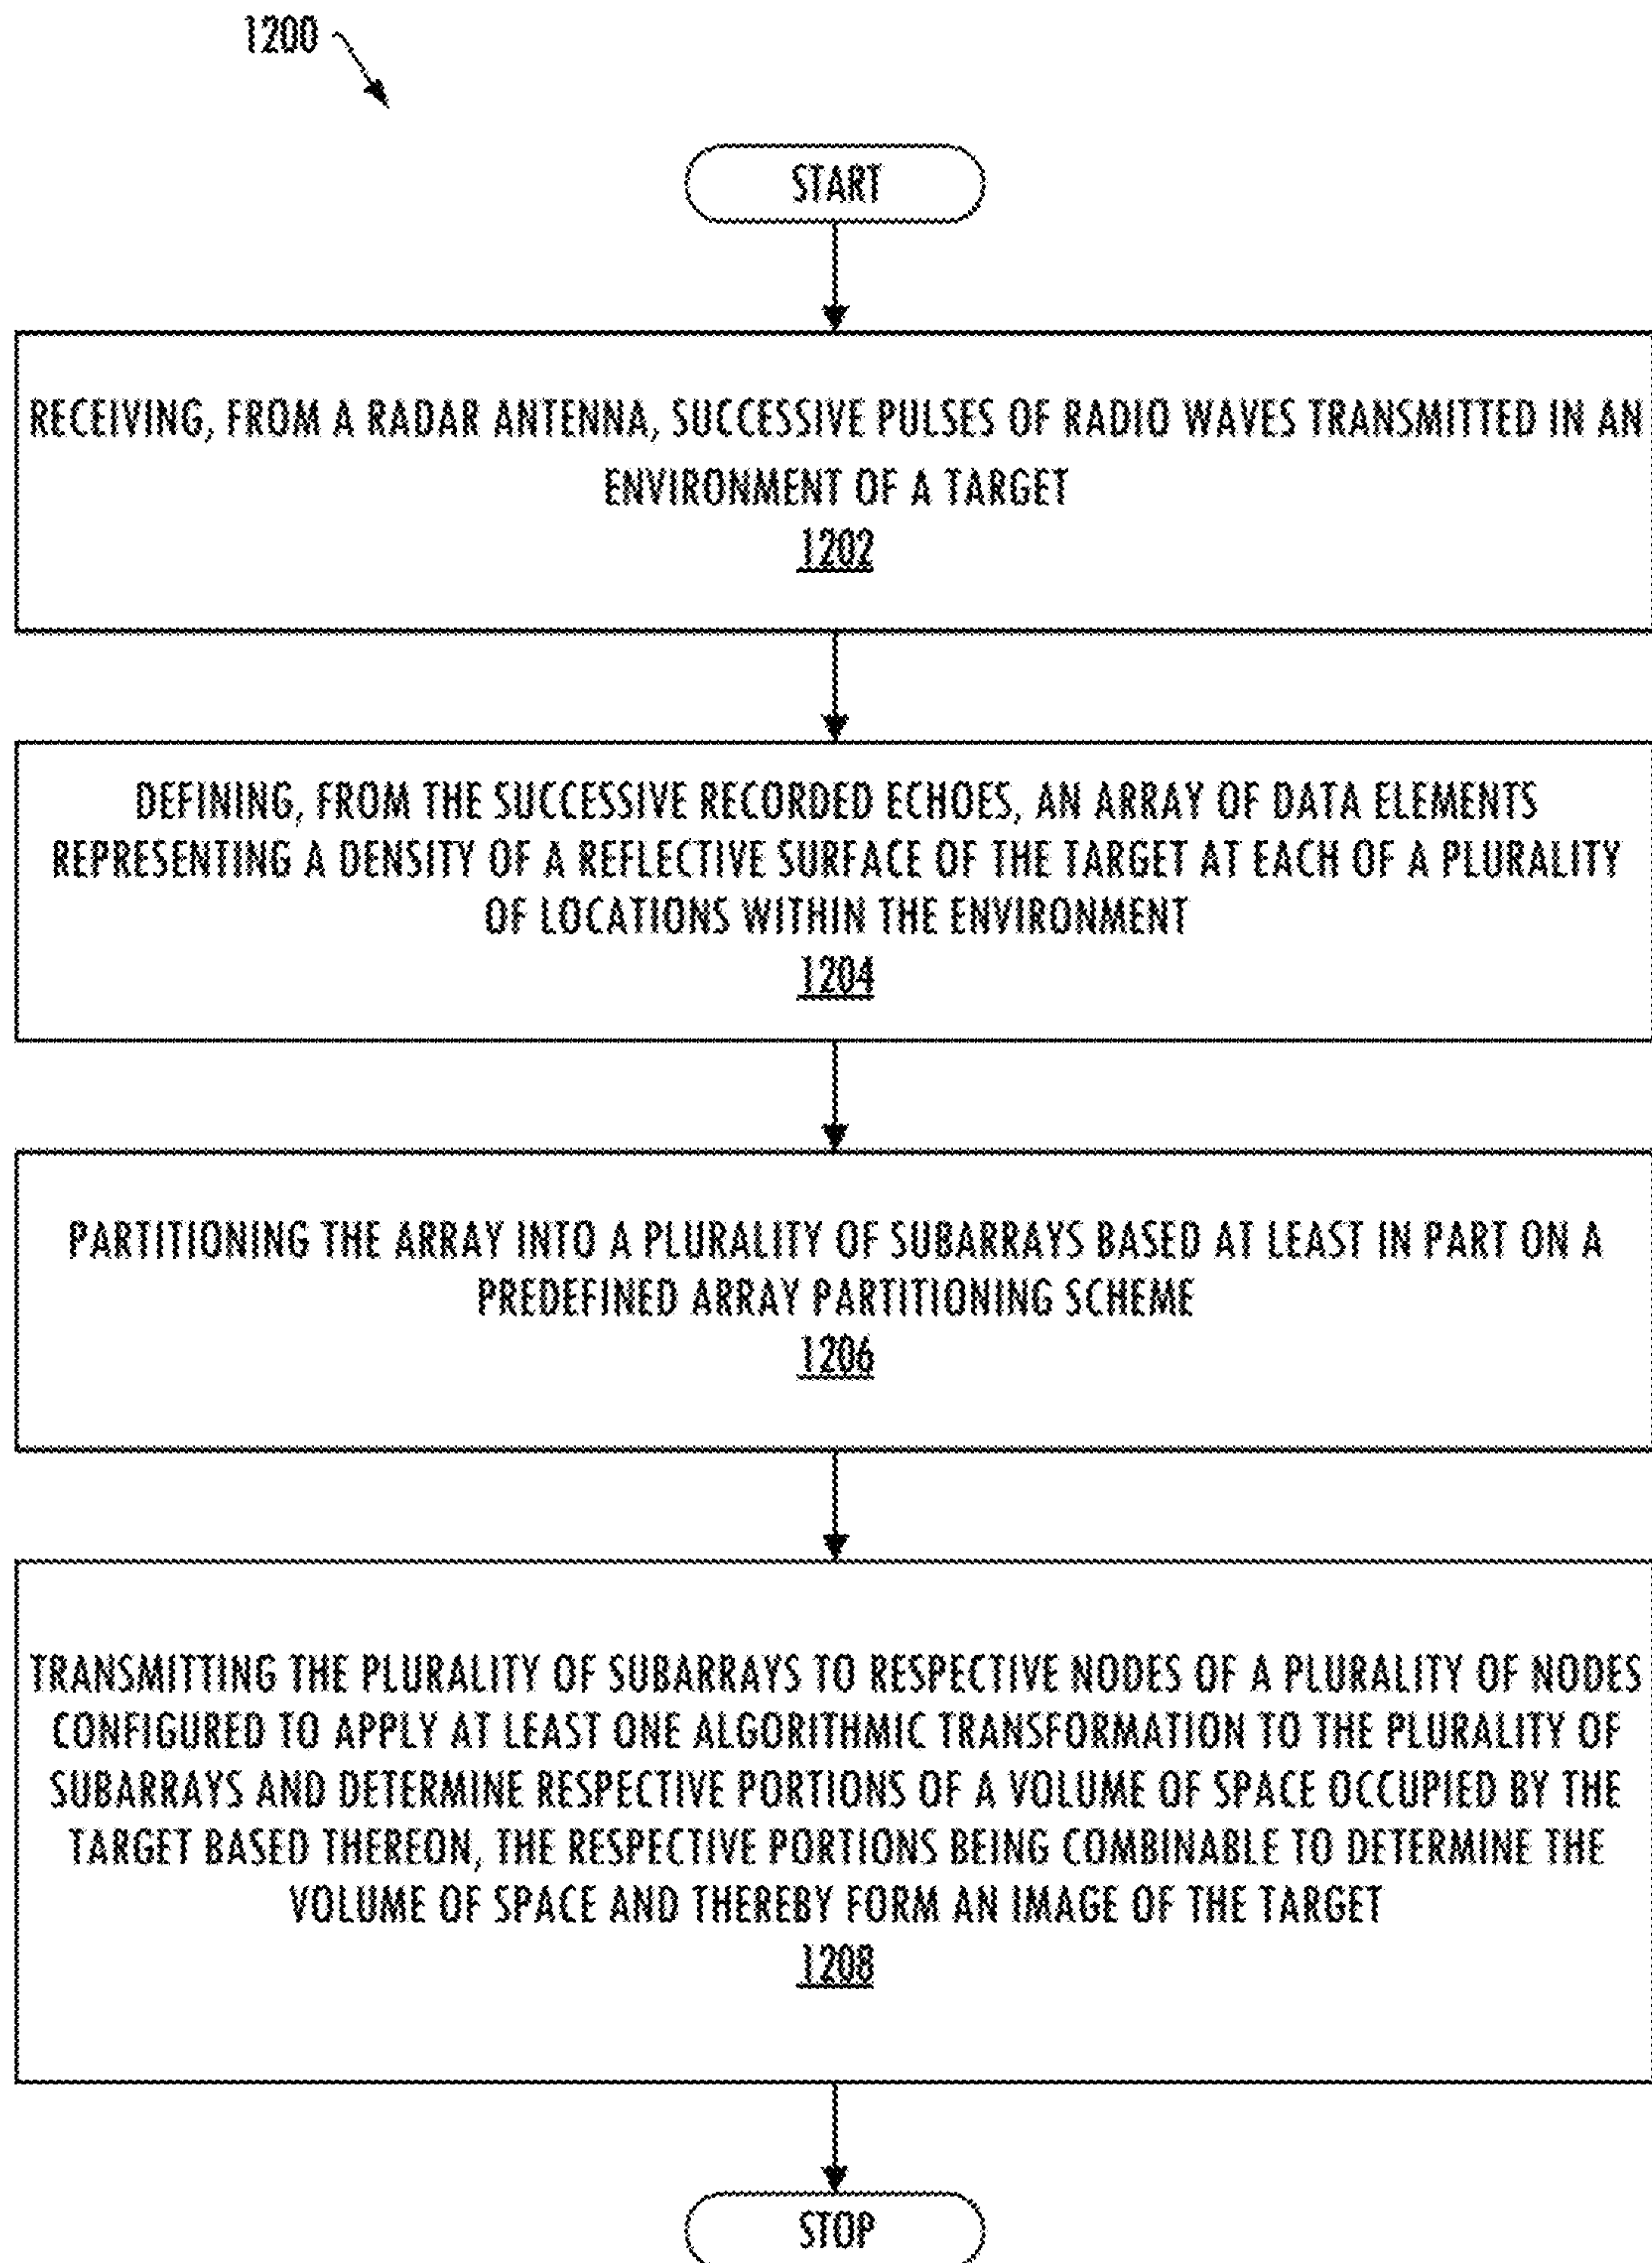 1200
START
RECEIVING, FROM A RADAR ANTENNA, SUCCESSIVE PULSES OF RADIO WAVES TRANSMITTED IN AN
ENVIRONMENT OF A TARGET
1202
DEFINING, FROM THE SUCCESSIVE RECORDED ECHOES, AN ARRAY OF DATA ELEMENTS
REPRESENTING A DENSITY OF A REFLECTIVE SURFACE OF THE TARGET AT EACH OF A PLURALITY
OF LOCATIONS WITHIN THE ENVIRONMENT
1204
PARTITIONING THE ARRAY INTO A PLURALITY OF SUBARRAYS BASED AT LEAST IN PART ON A
PREDEFINED ARRAY PARTITIONING SCHEME
1206
TRANSMITTING THE PLURALITY OF SUBARRAYS TO RESPECTIVE NODES OF A PLURALITY OF NODES
CONFIGURED TO APPLY AT LEAST ONE ALGORITHMIC TRANSFORMATION TO THE PLURALITY OF
SUBARRAYS AND DETERMINE RESPECTIVE PORTIONS OF A VOLUME OF SPACE OCCUPIED BY THE
TARGET BASED THEREON, THE RESPECTIVE PORTIONS BEING COMBINABLE TO DETERMINE THE
VOLUME OF SPACE AND THEREBY FORM AN IMAGE OF THE TARGET
1208
STOP